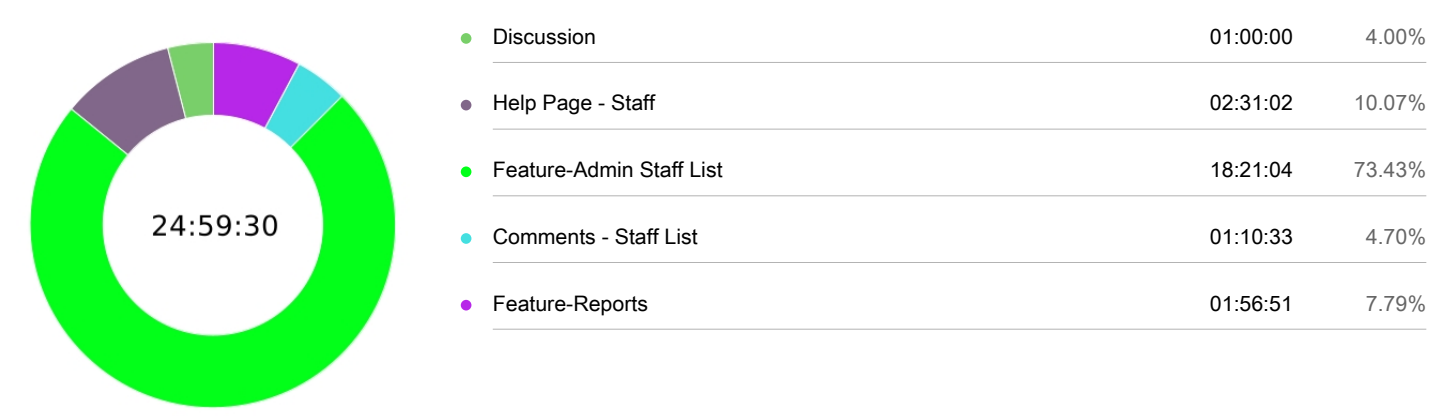 24:59:30
Discussion 01:00:00 4.00%
Help Page - Staff 02:31:02 10.07%
Feature-Admin Staff List 18:21:04 73.43%
Comments - Staff List 01:10:33 4.70%
Feature-Reports 01:56:51 7.79%